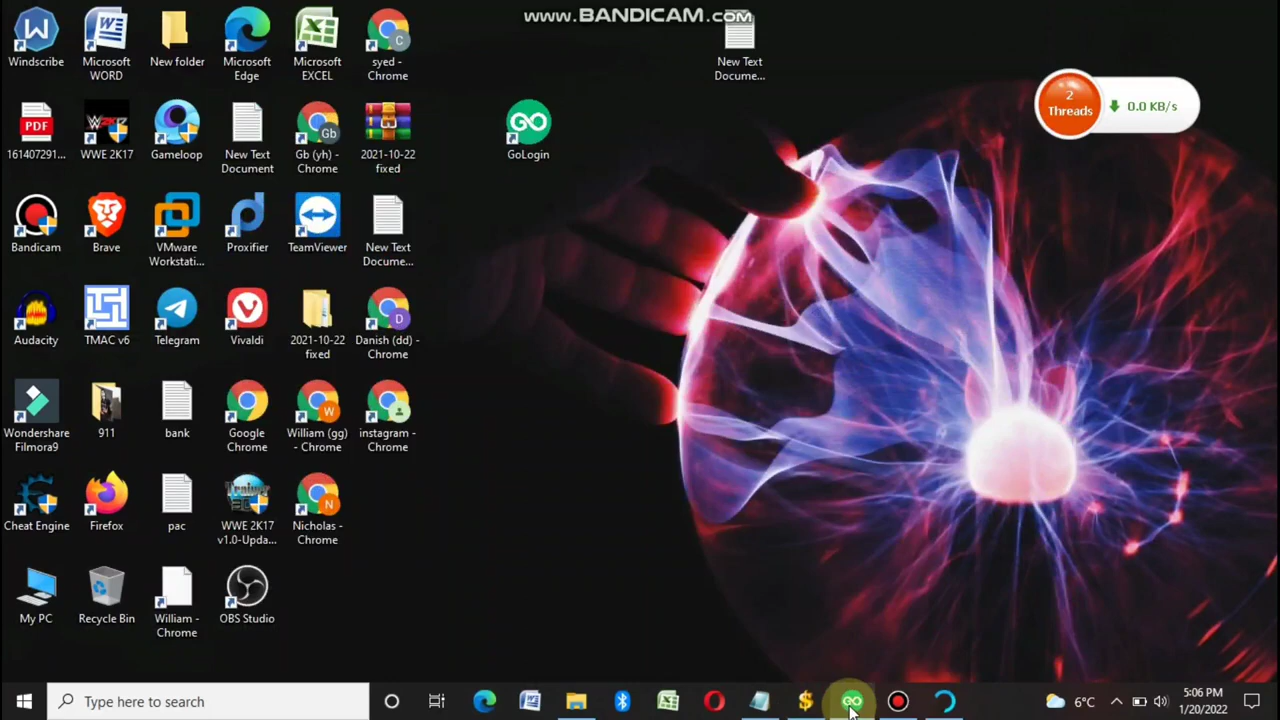 www.BANDICAM.com
Windscribe
Microsoft
WORD
New folder
Microsoft
Edge
Microsoft
EXCEL
C
syed -
Chrome
New Text
Docume...
2
Threads
0.0 KB/s
PDF
161407291...
WWE 2K17
Gameloop
New Text
Document
Gb
Gb (yh) -
Chrome
2021-10-22
fixed
GoLogin
Bandicam
Brave
VMware
Workstati...
Proxifier
TeamViewer
New Text
Docume...
Audacity
TMAC v6
Telegram
Vivaldi
2021-10-22
fixed
D
Danish (dd) -
Chrome
Wondershare
Filmora9
911
bank
Google
Chrome
W
William (gg)
- Chrome
instagram -
Chrome
Cheat Engine
Firefox
pac
WWE 2K17
v1.0-Upda...
N
Nicholas -
Chrome
My PC
Recycle Bin
William -
Chrome
OBS Studio
Type here to search
6°C
5:06 PM
1/20/2022